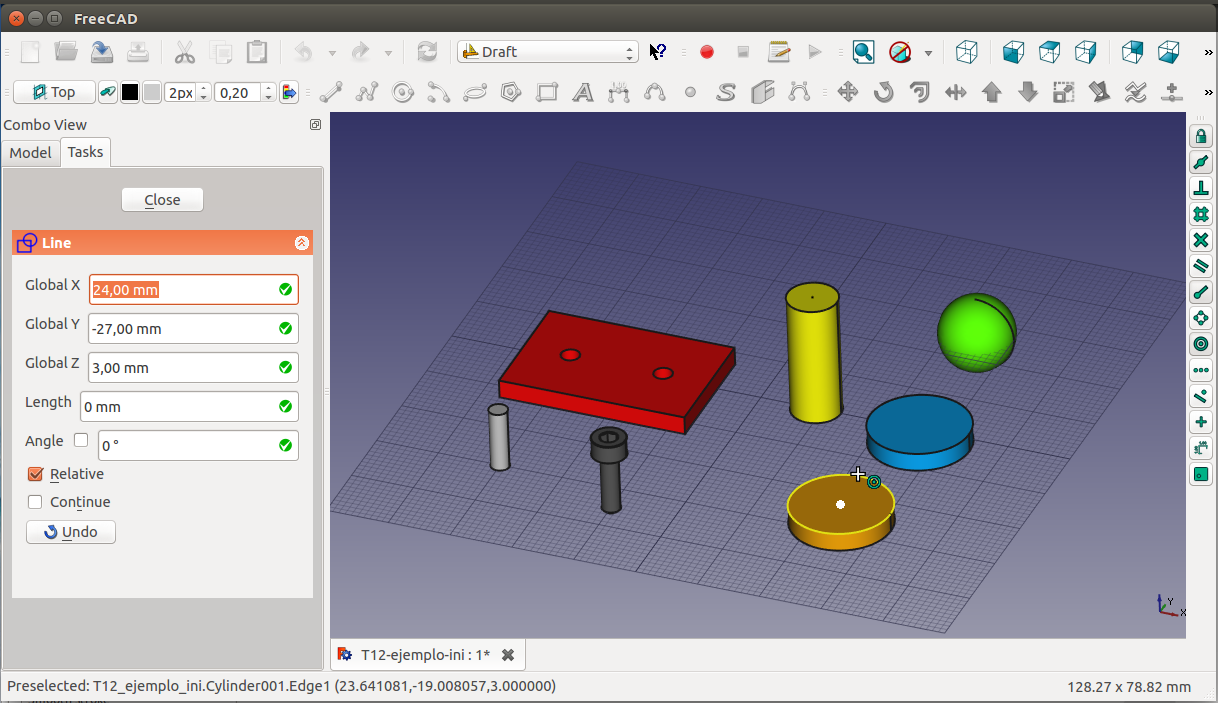 FreeCAD
Draft
»
Top
2px
0,20
»
Combo View
Model
Tasks
Close
Line
Global X
24,00 mm
Global Y
-27,00 mm
Global Z
3,00 mm
Length
0 mm
Angle
0 °
Relative
Continue
Undo
Y
X
T12-ejemplo-ini : 1*
Preselected: T12_ejemplo_ini.Cylinder001.Edge1 (23.641081,-19.008057,3.000000)
128.27 x 78.82 mm